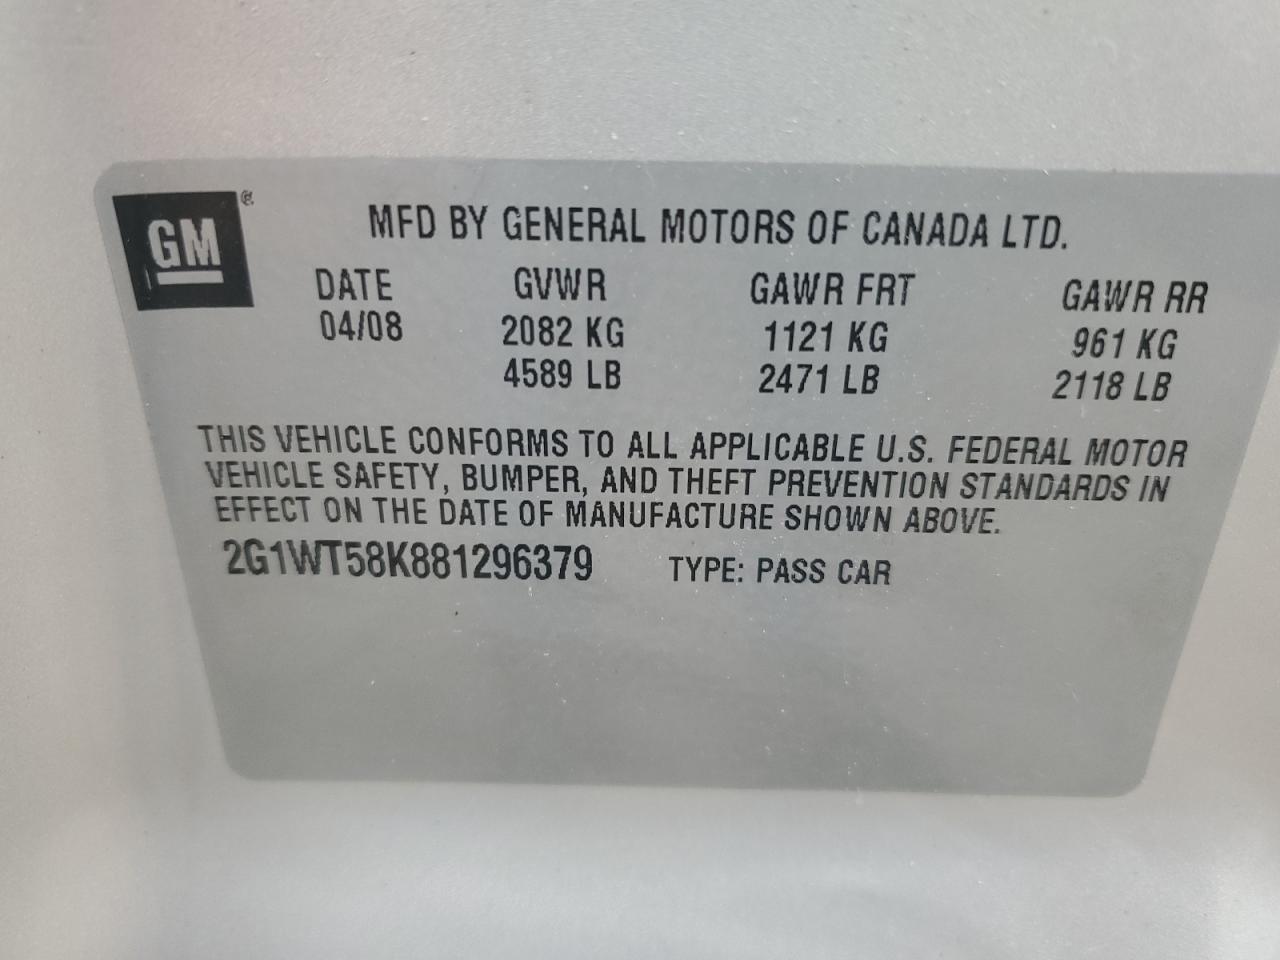 GM ®
MFD BY GENERAL MOTORS OF CANADA LTD.
DATE GVWR GAWR FRT GAWR RR
04/08 2082 KG 1121 KG 961 KG
4589 LB 2471 LB 2118 LB
THIS VEHICLE CONFORMS TO ALL APPLICABLE U.S. FEDERAL MOTOR
VEHICLE SAFETY, BUMPER, AND THEFT PREVENTION STANDARDS IN
EFFECT ON THE DATE OF MANUFACTURE SHOWN ABOVE.
2G1WT58K881296379 TYPE: PASS CAR